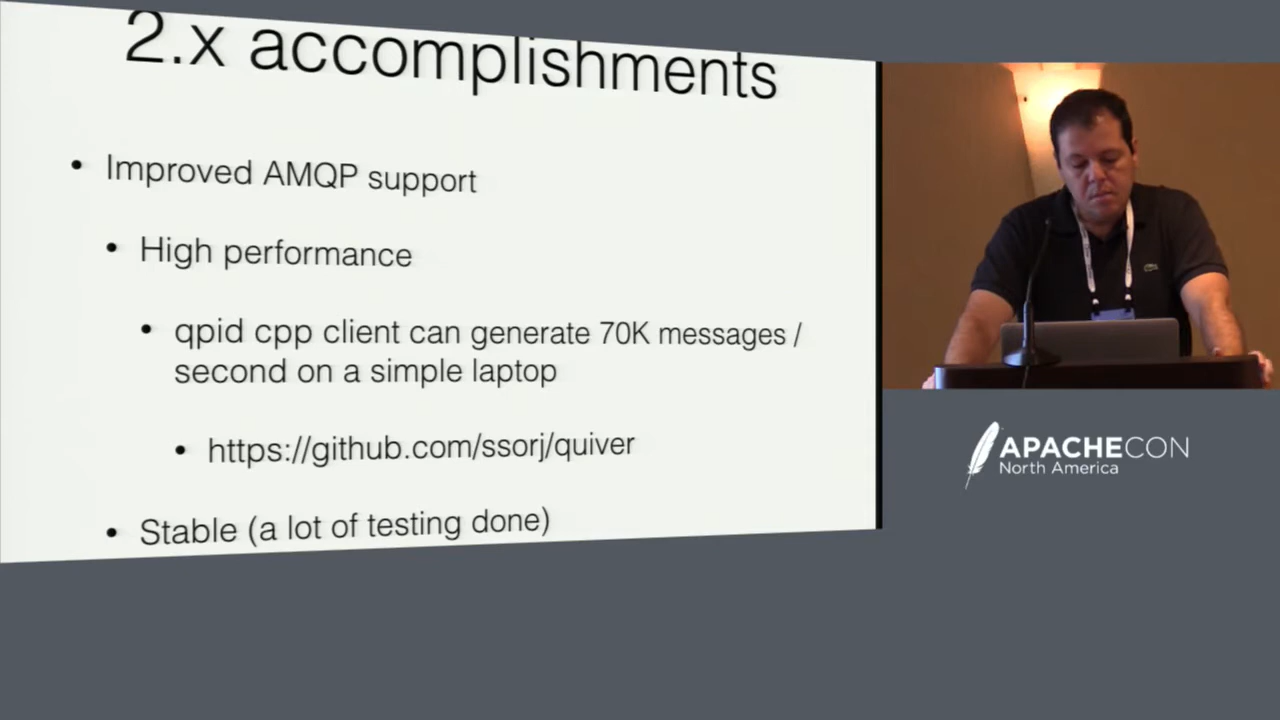 2.x accomplishments
• Improved AMQP support
• High performance
• qpid cpp client can generate 70K messages /
second on a simple laptop
• https://github.com/ssorj/quiver
• Stable (a lot of testing done)
APACHECON
North America